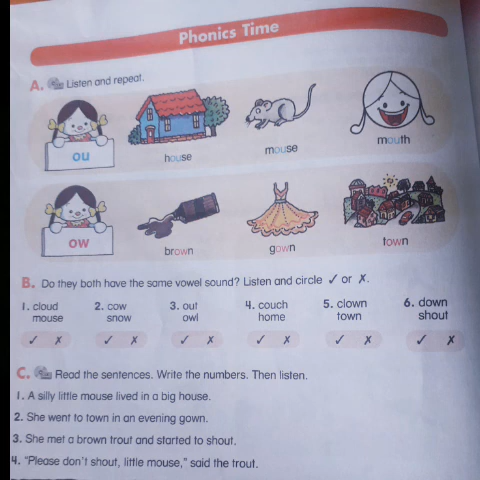 Phonics Time
A. Listen and repeat.
ou
house
mouse
mouth
ow
brown
gown
town
B. Do they both have the same vowel sound? Listen and circle ✓ or ✗.
1. cloud
mouse
2. cow
snow
3. out
owl
4. couch
home
5. clown
town
6. down
shout
✓ ✗ ✓ ✗ ✓ ✗ ✓ ✗ ✓ ✗ ✓ ✗
C. Read the sentences. Write the numbers. Then listen.
1. A silly little mouse lived in a big house.
2. She went to town in an evening gown.
3. She met a brown trout and started to shout.
4. "Please don't shout, little mouse," said the trout.